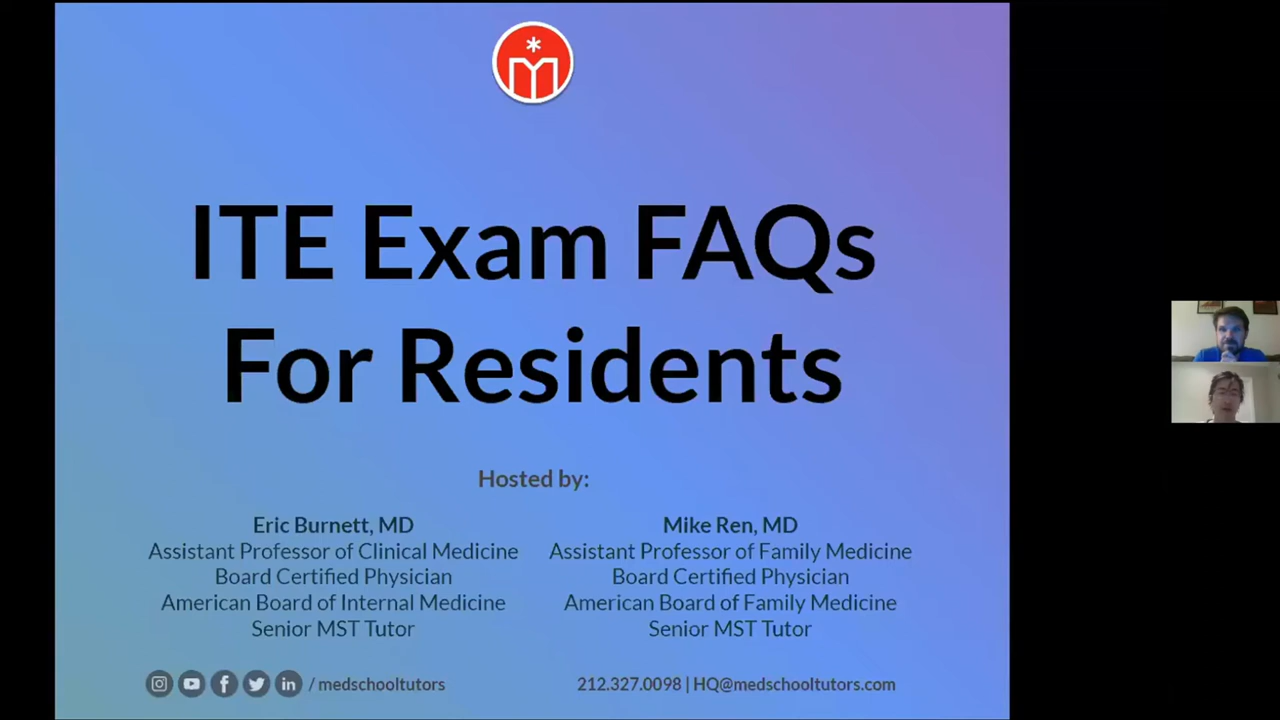 ITE Exam FAQs
For Residents
Hosted by:
Eric Burnett, MD
Assistant Professor of Clinical Medicine
Board Certified Physician
American Board of Internal Medicine
Senior MST Tutor
Mike Ren, MD
Assistant Professor of Family Medicine
Board Certified Physician
American Board of Family Medicine
Senior MST Tutor
/ medschooltutors
212.327.0098 | HQ@medschooltutors.com